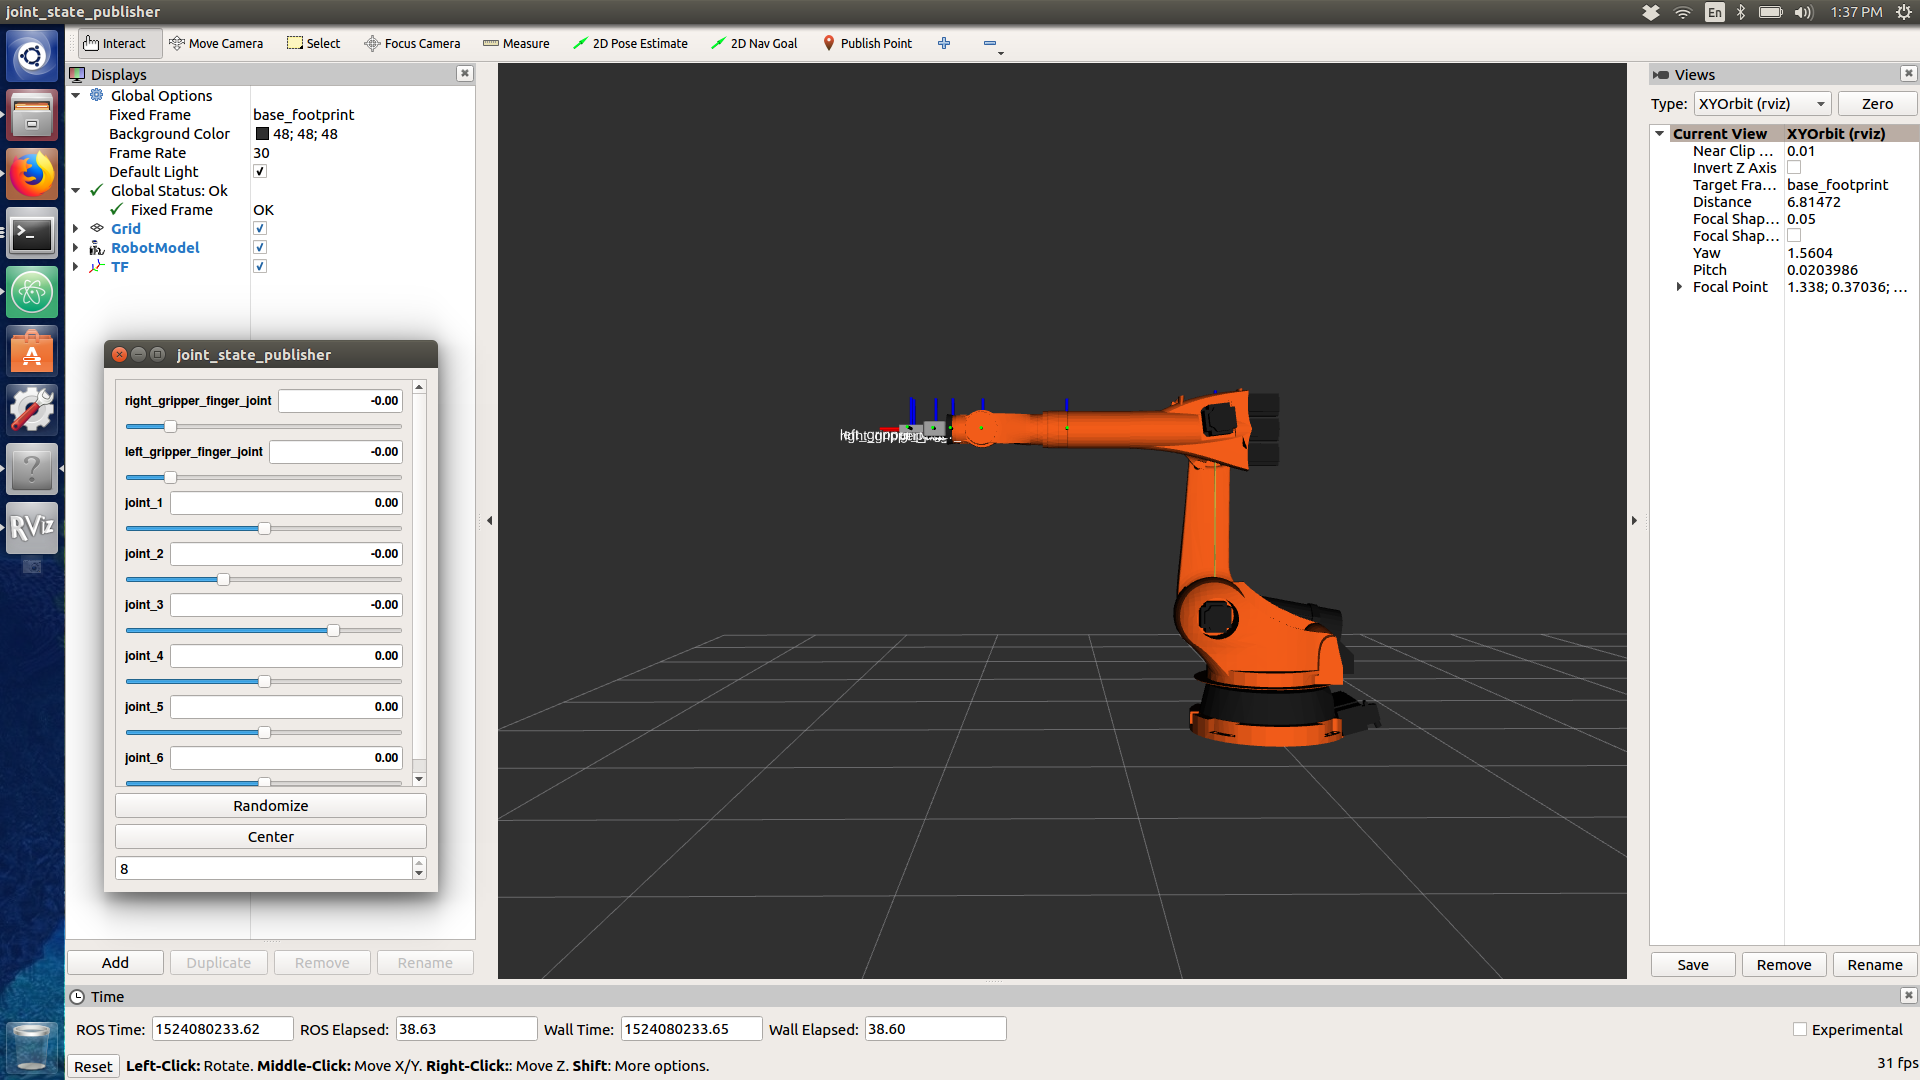 joint_state_publisher
En
1:37 PM
Interact
Move Camera
Select
Focus Camera
Measure
2D Pose Estimate
2D Nav Goal
Publish Point
Displays
Global Options
Fixed Frame base_footprint
Background Color 48; 48; 48
Frame Rate 30
Default Light
Global Status: Ok
Fixed Frame OK
Grid
RobotModel
TF
joint_state_publisher
right_gripper_finger_joint -0.00
left_gripper_finger_joint -0.00
joint_1 0.00
joint_2 -0.00
joint_3 -0.00
joint_4 0.00
joint_5 0.00
joint_6 0.00
Randomize
Center
8
Add
Duplicate
Remove
Rename
RViz
Views
Type: XYOrbit (rviz) Zero
Current View XYOrbit (rviz)
Near Clip ... 0.01
Invert Z Axis
Target Fra... base_footprint
Distance 6.81472
Focal Shap... 0.05
Focal Shap...
Yaw 1.5604
Pitch 0.0203986
Focal Point 1.338; 0.37036; ...
Save
Remove
Rename
Time
ROS Time: 1524080233.62 ROS Elapsed: 38.63 Wall Time: 1524080233.65 Wall Elapsed: 38.60
Experimental
Reset Left-Click: Rotate. Middle-Click: Move X/Y. Right-Click:: Move Z. Shift: More options.
31 fps